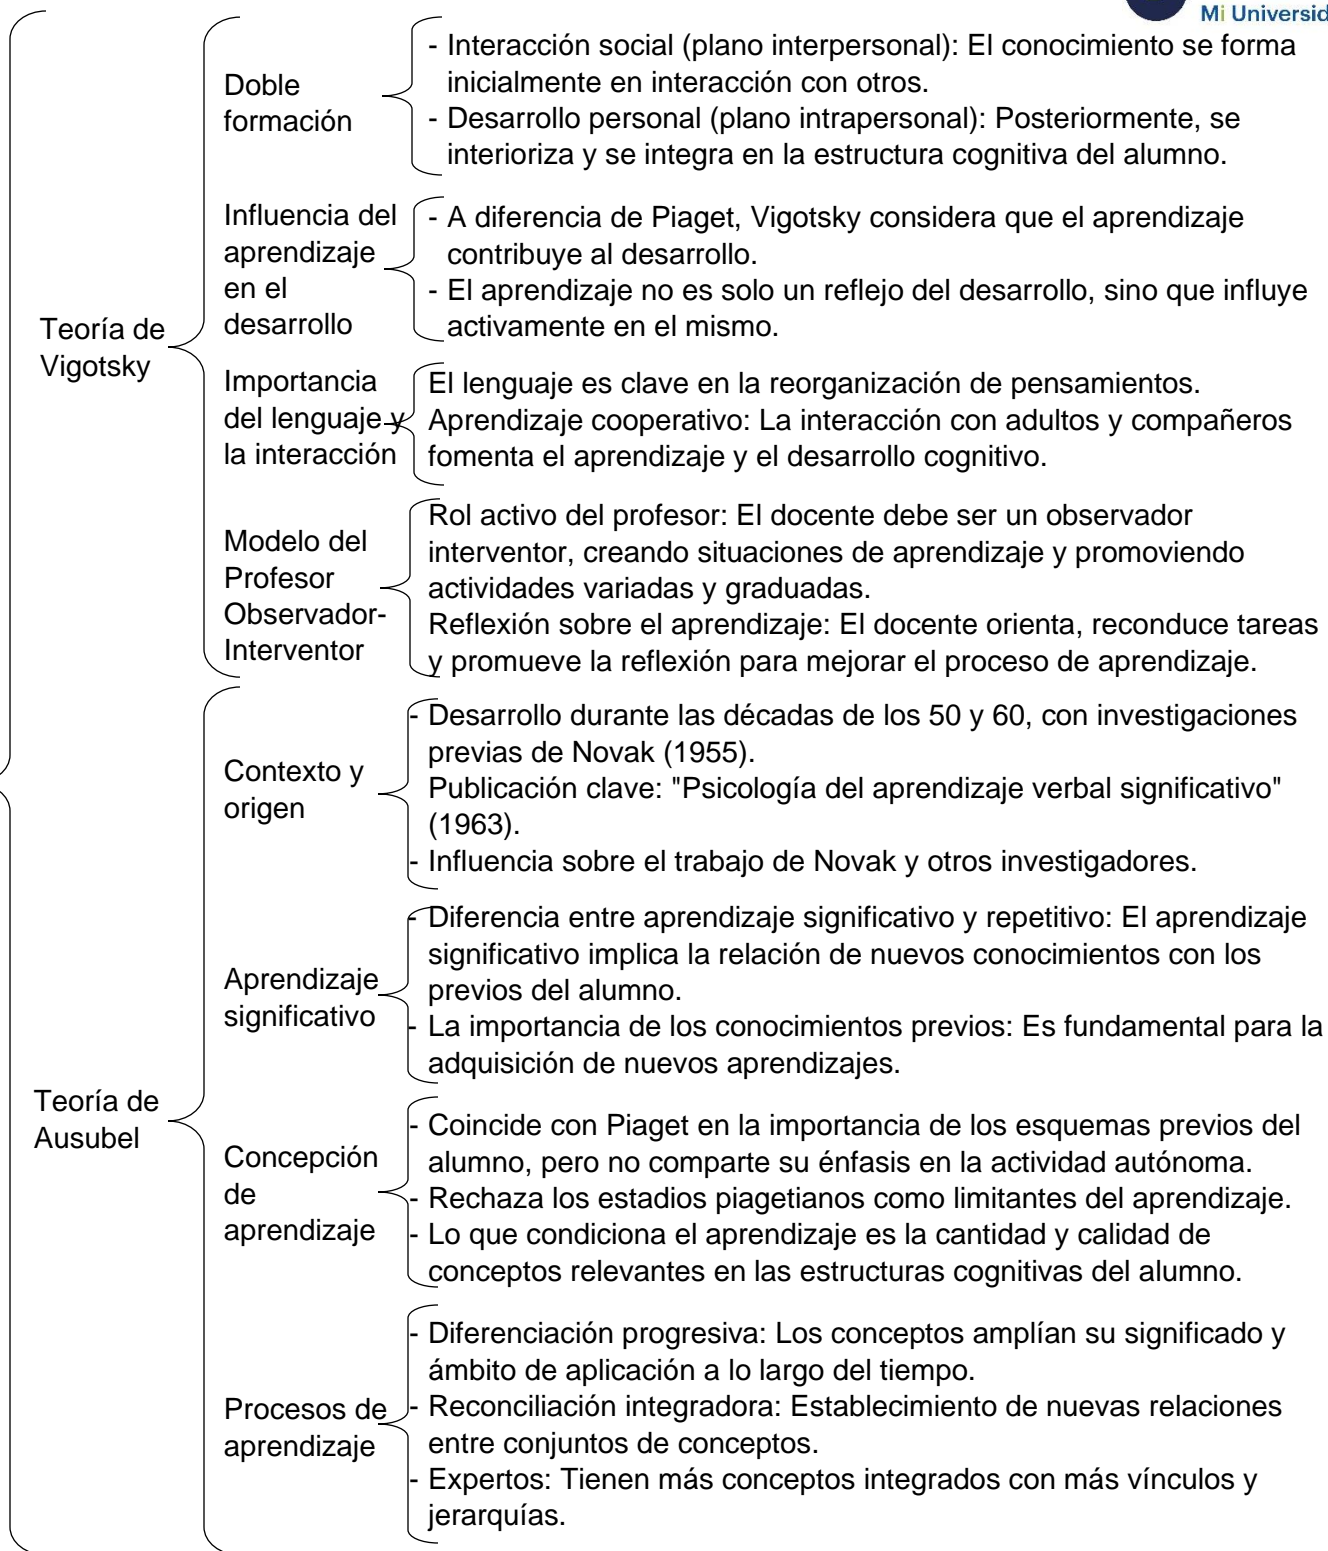 Mi Universid
- Interacción social (plano interpersonal): El conocimiento se forma
inicialmente en interacción con otros.
Doble
formación
- Desarrollo personal (plano intrapersonal): Posteriormente, se
interioriza y se integra en la estructura cognitiva del alumno.
Influencia del
aprendizaje
en el
desarrollo
- A diferencia de Piaget, Vigotsky considera que el aprendizaje
contribuye al desarrollo.
- El aprendizaje no es solo un reflejo del desarrollo, sino que influye
activamente en el mismo.
Teoría de
Vigotsky
Importancia
del lenguaje y
la interacción
El lenguaje es clave en la reorganización de pensamientos.
Aprendizaje cooperativo: La interacción con adultos y compañeros
fomenta el aprendizaje y el desarrollo cognitivo.
Modelo del
Profesor
Observador-
Interventor
Rol activo del profesor: El docente debe ser un observador
interventor, creando situaciones de aprendizaje y promoviendo
actividades variadas y graduadas.
Reflexión sobre el aprendizaje: El docente orienta, reconduce tareas
y promueve la reflexión para mejorar el proceso de aprendizaje.
Contexto y
origen
- Desarrollo durante las décadas de los 50 y 60, con investigaciones
previas de Novak (1955).
Publicación clave: "Psicología del aprendizaje verbal significativo"
(1963).
- Influencia sobre el trabajo de Novak y otros investigadores.
Aprendizaje
significativo
- Diferencia entre aprendizaje significativo y repetitivo: El aprendizaje
significativo implica la relación de nuevos conocimientos con los
previos del alumno.
- La importancia de los conocimientos previos: Es fundamental para la
adquisición de nuevos aprendizajes.
Teoría de
Ausubel
Concepción
de
aprendizaje
- Coincide con Piaget en la importancia de los esquemas previos del
alumno, pero no comparte su énfasis en la actividad autónoma.
- Rechaza los estadios piagetianos como limitantes del aprendizaje.
- Lo que condiciona el aprendizaje es la cantidad y calidad de
conceptos relevantes en las estructuras cognitivas del alumno.
Procesos de
aprendizaje
- Diferenciación progresiva: Los conceptos amplían su significado y
ámbito de aplicación a lo largo del tiempo.
- Reconciliación integradora: Establecimiento de nuevas relaciones
entre conjuntos de conceptos.
- Expertos: Tienen más conceptos integrados con más vínculos y
jerarquías.